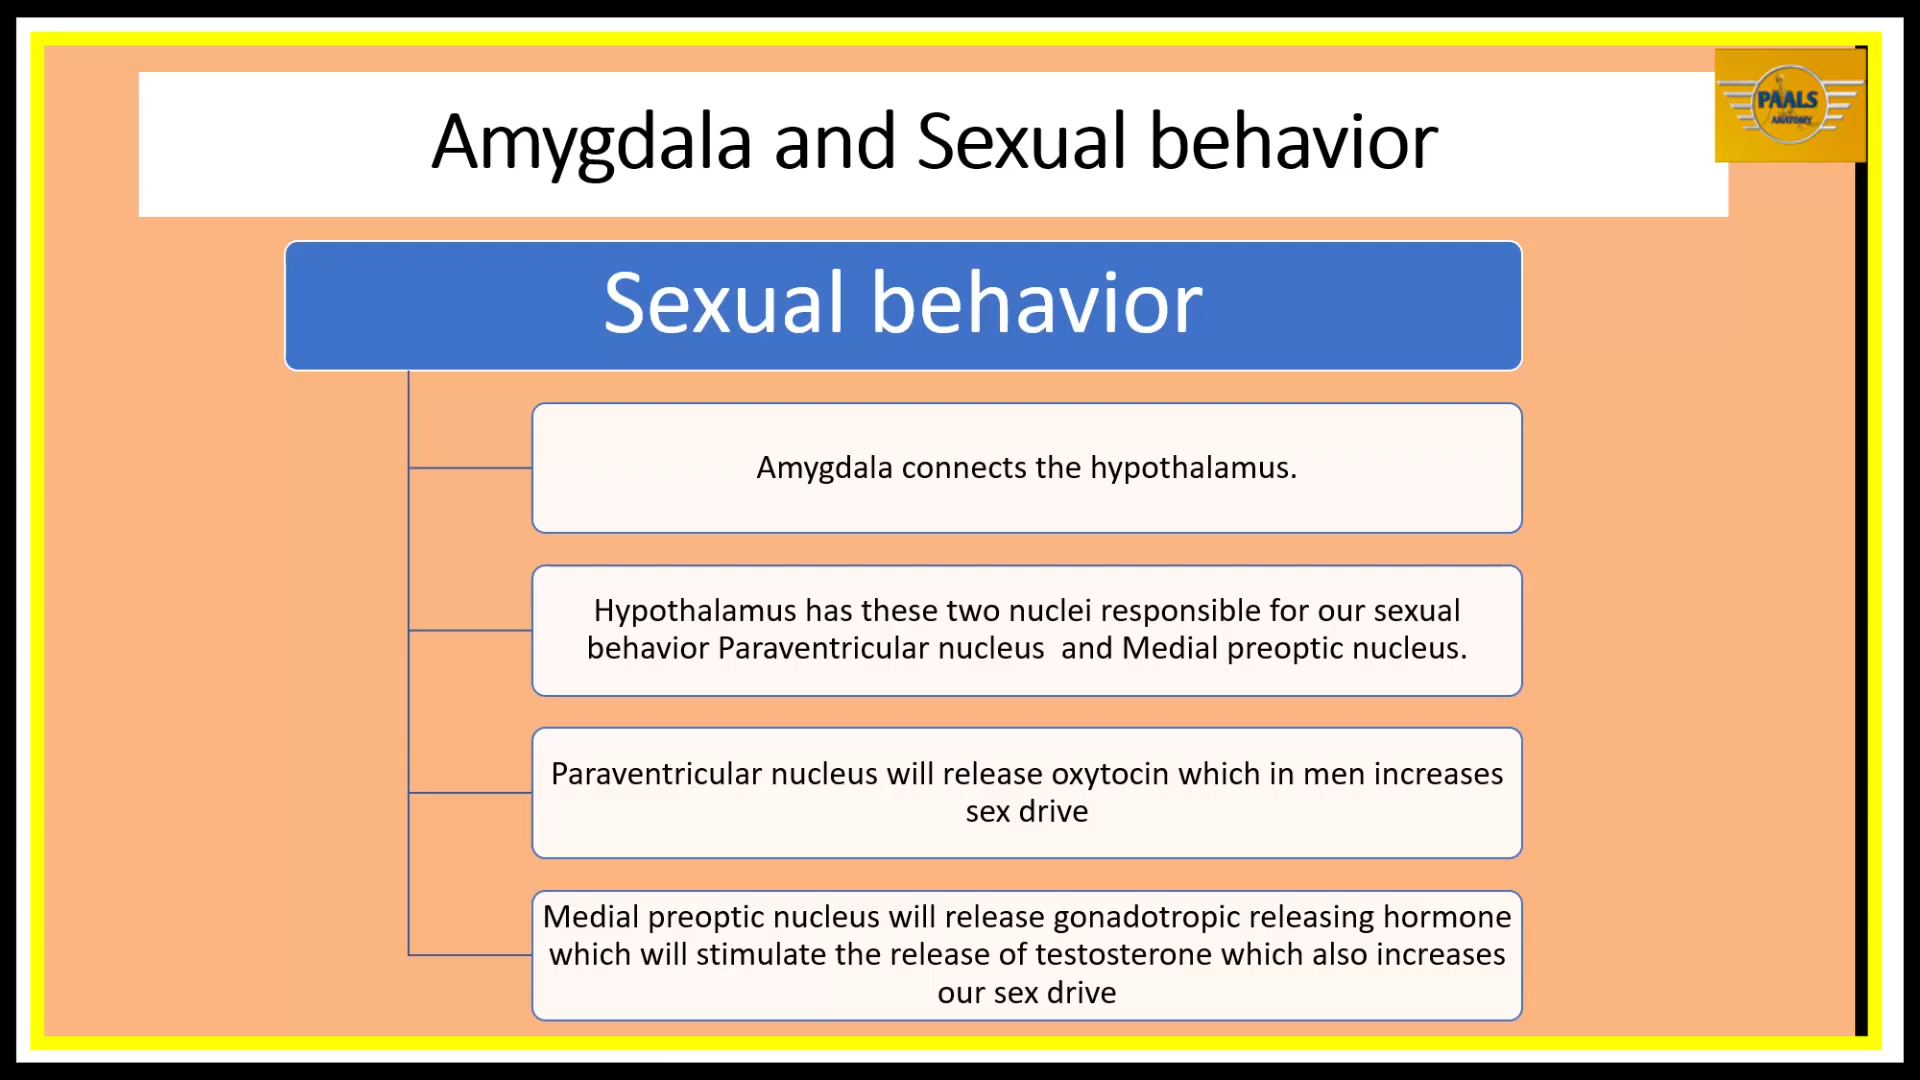 Amygdala and Sexual behavior
PAALS
ANATOMY
Sexual behavior
Amygdala connects the hypothalamus.
Hypothalamus has these two nuclei responsible for our sexual
behavior Paraventricular nucleus  and Medial preoptic nucleus.
Paraventricular nucleus will release oxytocin which in men increases
sex drive
Medial preoptic nucleus will release gonadotropic releasing hormone
which will stimulate the release of testosterone which also increases
our sex drive